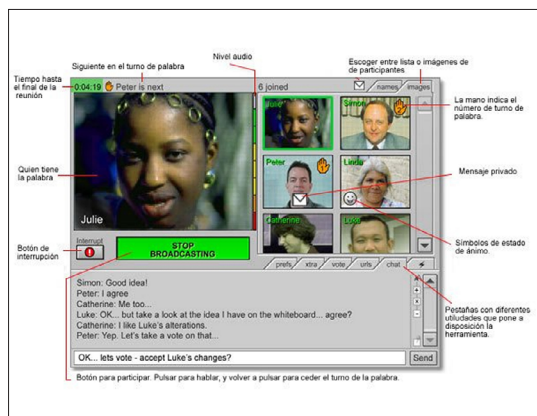 Nivel audio
Siguiente en el turno de palabra
Escoger entre lista o imágenes
de participantes
Tiempo hasta
el final de la
reunión
0:04:19 Peter is next
6 joined
names
images
Julie
Simon
La mano indica el
número de turno de
palabra.
Quien tiene
la palabra
Peter
Linda
Mensaje privado
Julie
Catherine
Luke
Símbolos de estado
de ánimo.
Botón de
interrupción
Interrupt
STOP
BROADCASTING
prefs
xtra
vote
urls
chat
Simon: Good idea!
Peter: I agree
Catherine: Me too...
Luke: OK... but take a look at the idea I have on the whiteboard... agree?
Catherine: I like Luke's alterations.
Peter: Yep. Let's take a vote on that...
Pestañas con diferentes
utiludades que pone a
disposición la
herramienta.
OK... lets vote - accept Luke's changes?
Send
Botón para participar. Pulsar para hablar, y volver a pulsar para ceder el turno de la palabra.